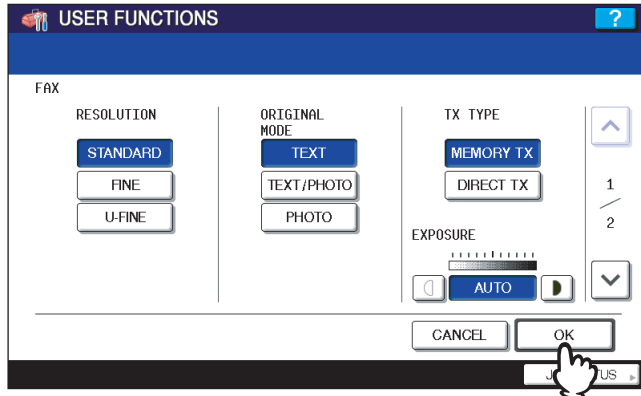 USER FUNCTIONS
?
FAX
RESOLUTION
STANDARD
FINE
U-FINE
ORIGINAL
MODE
TEXT
TEXT/PHOTO
PHOTO
TX TYPE
MEMORY TX
DIRECT TX
EXPOSURE
AUTO
1
2
CANCEL
OK